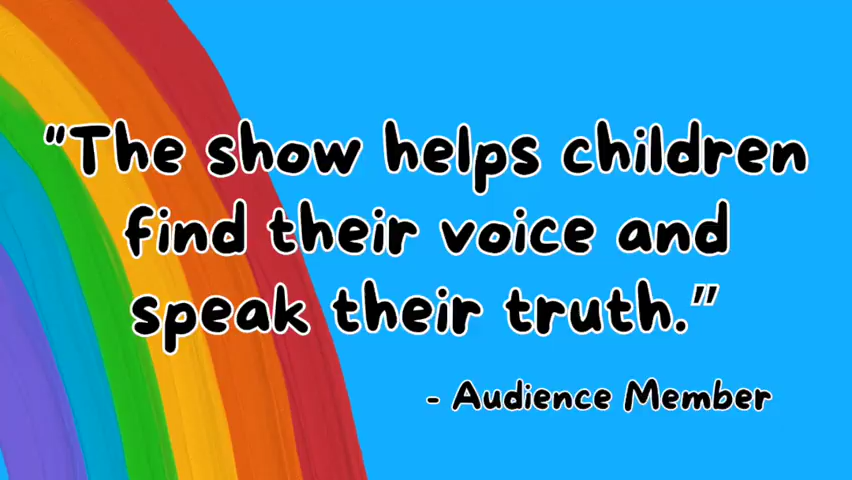 "The show helps children
find their voice and
speak their truth."
- Audience Member